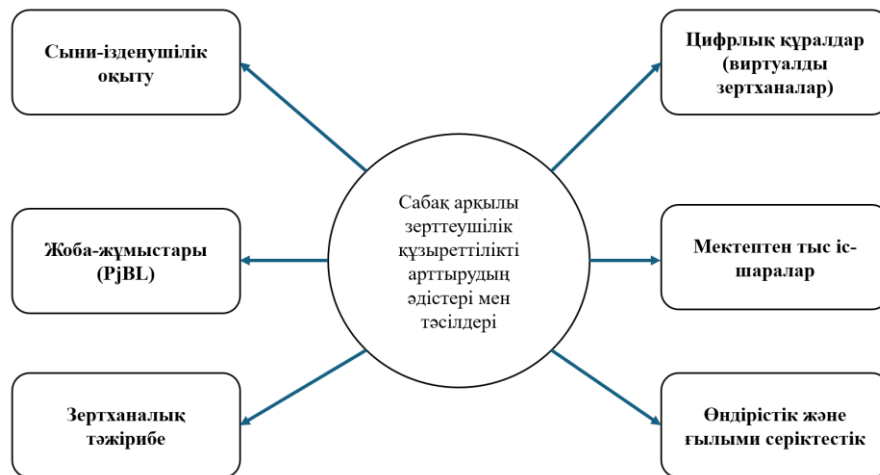 Сыни-ізденушілік
оқыту
Цифрлық құралдар
(виртуалды
зертханалар)
Сабақ арқылы
зерттеушілік
құзыреттілікті
арттырудың
әдістері мен
тәсілдері
Жоба-жұмыстары
(PjBL)
Мектептен тыс іс-
шаралар
Зертханалық
тәжірибе
Өндірістік және
ғылыми серіктестік